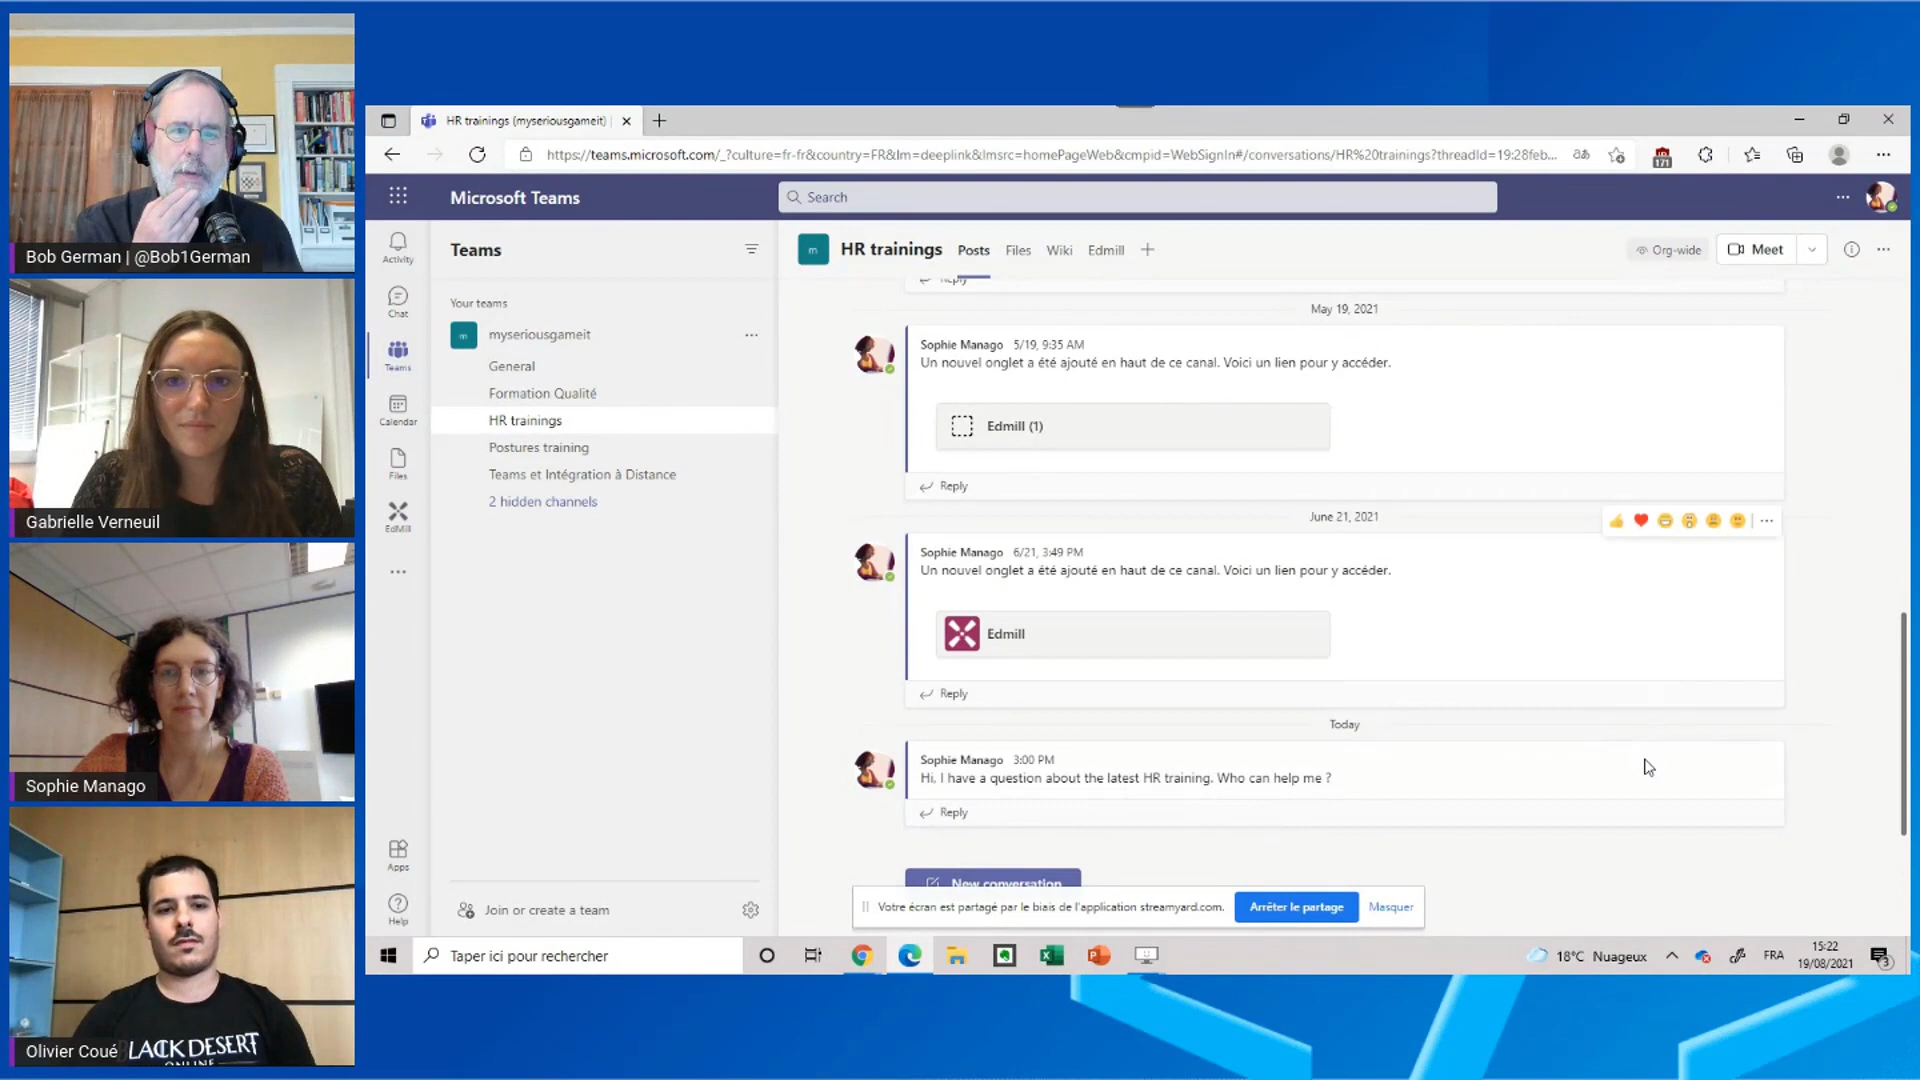 Bob German | @Bob1German
Gabrielle Verneuil
Sophie Manago
Olivier Coué
BLACK DESERT
ONLINE
HR trainings (myseriousgameit)
https://teams.microsoft.com/_?culture=fr-fr&country=FR&lm=deeplink&lmsrc=homePageWeb&cmpid=WebSignIn#/conversations/HR%20trainings?threadId=19:28feb...
171
Microsoft Teams
Search
Activity
Chat
Teams
Calendar
Files
EdMill
Apps
Help
Teams
Your teams
m
myseriousgameit
General
Formation Qualité
HR trainings
Postures training
Teams et Intégration à Distance
2 hidden channels
Join or create a team
m
HR trainings
Posts
Files
Wiki
Edmill
Org-wide
Meet
Reply
May 19, 2021
Sophie Manago 5/19, 9:35 AM
Un nouvel onglet a été ajouté en haut de ce canal. Voici un lien pour y accéder.
Edmill (1)
Reply
June 21, 2021
Sophie Manago 6/21, 3:49 PM
Un nouvel onglet a été ajouté en haut de ce canal. Voici un lien pour y accéder.
Edmill
Reply
Today
Sophie Manago 3:00 PM
Hi, I have a question about the latest HR training. Who can help me ?
Reply
New conversation
Votre écran est partagé par le biais de l'application streamyard.com.
Arrêter le partage
Masquer
Taper ici pour rechercher
18°C Nuageux
FRA
15:22
19/08/2021
3